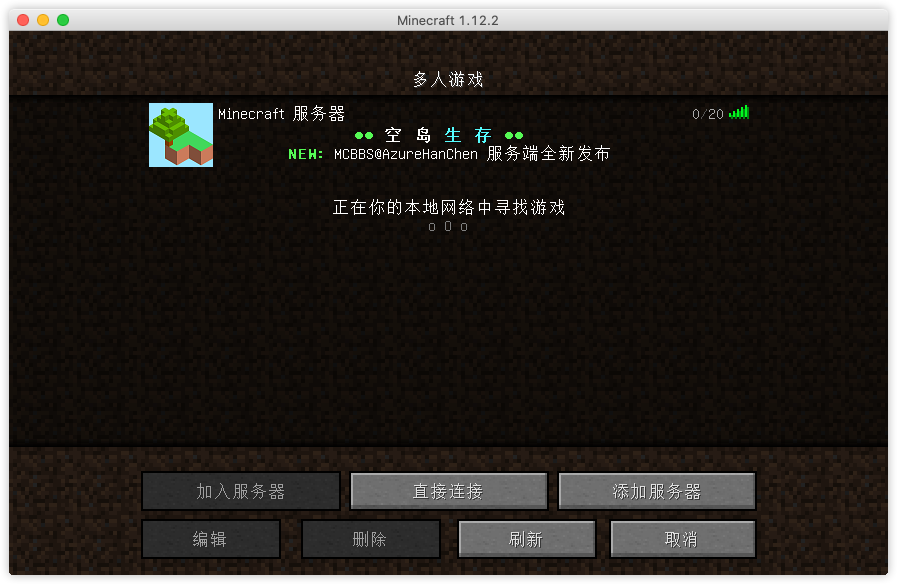 Minecraft 1.12.2
多人游戏
Minecraft 服务器 0/20
●● 空 岛 生 存 ●●
NEW: MCBBS@AzureHanChen 服务端全新发布
正在你的本地网络中寻找游戏
o O o
加入服务器 直接连接 添加服务器
编辑 删除 刷新 取消